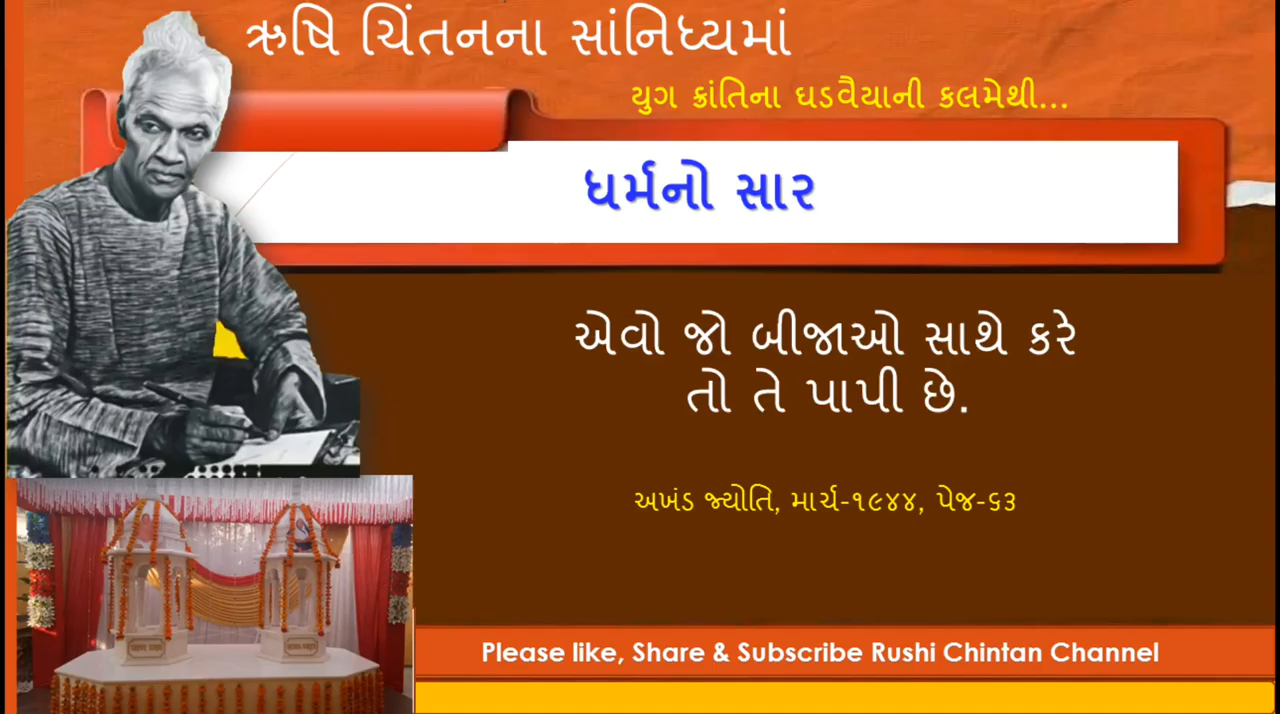 ઋષિ ચિંતનના સાંનિધ્યમાં
યુગ ક્રાંતિના ઘડવૈયાની કલમેથી...
ધર્મનો સાર
એવો જો બીજાઓ સાથે કરે
તો તે પાપી છે.
અખંડ જ્યોતિ, માર્ચ-૧૯૪૪, પેજ-૬૩
Please like, Share & Subscribe Rushi Chintan Channel